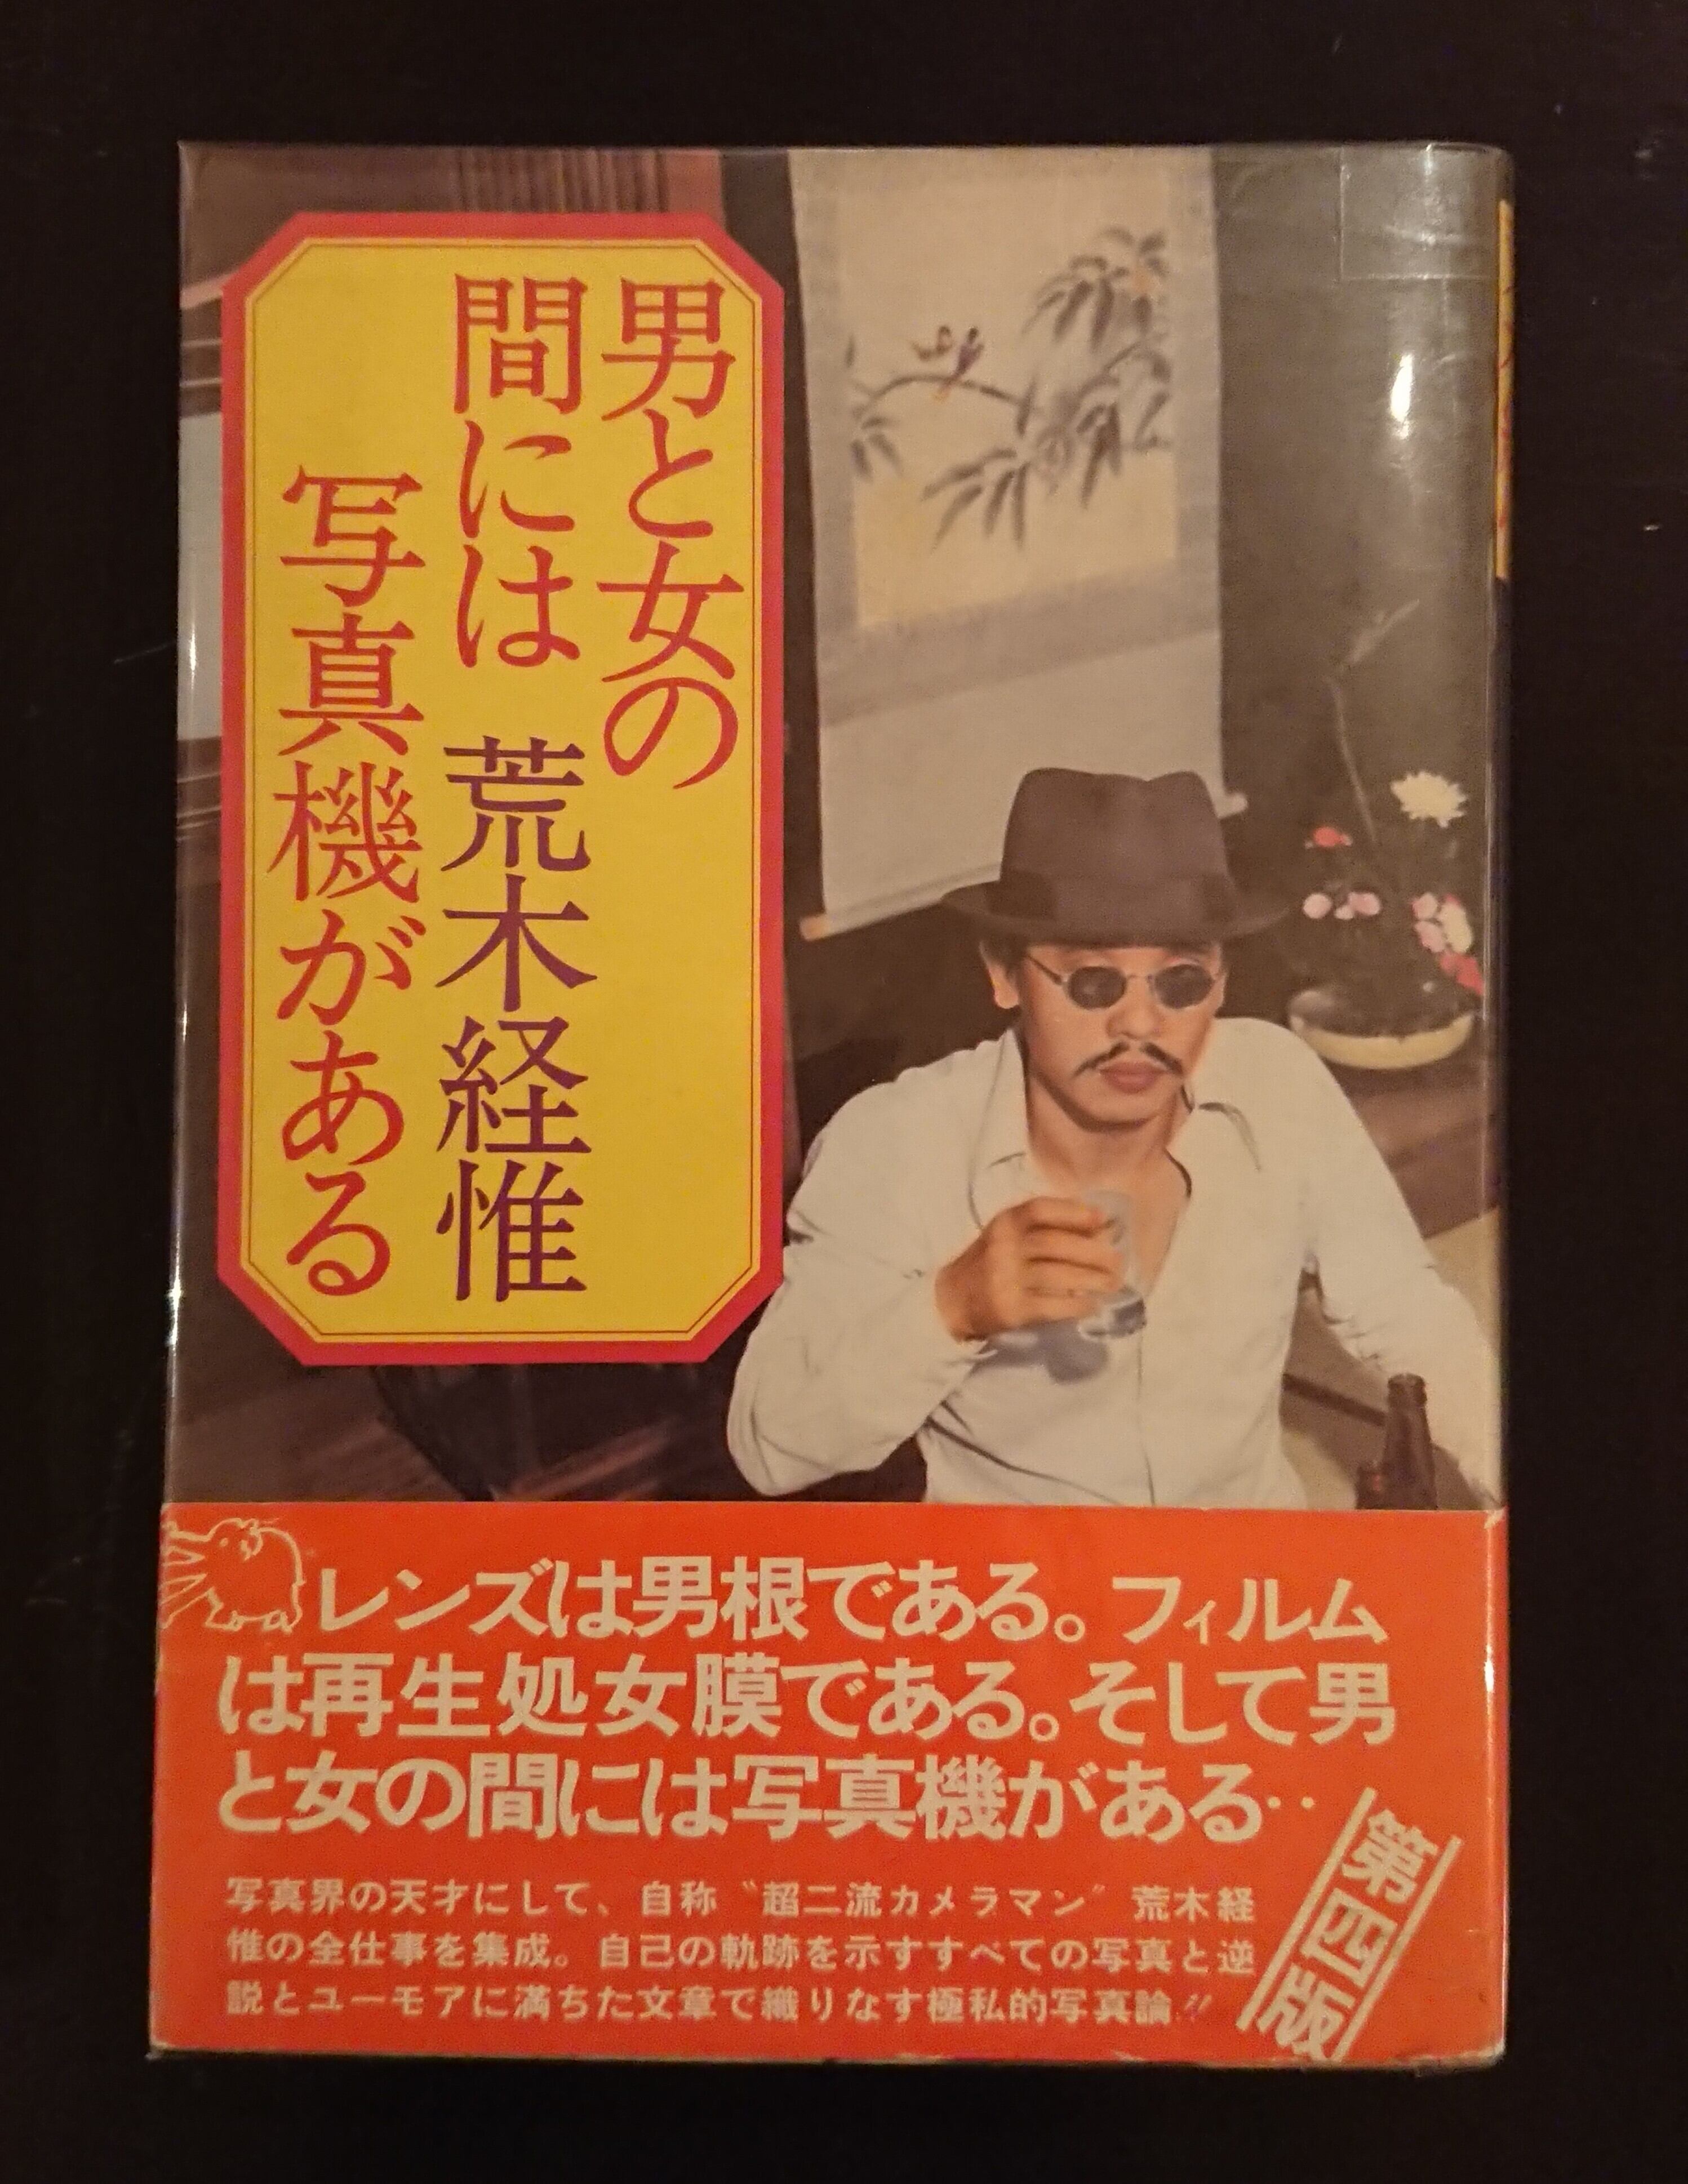 男と女の
間には 荒木経惟
写真機がある
レンズは男根である。フィルム
は再生処女膜である。そして男
と女の間には写真機がある‥
写真界の天才にして、自称〝超二流カメラマン〞荒木経
惟の全仕事を集成。自己の軌跡を示すすべての写真と逆
説とユーモアに満ちた文章で織りなす極私的写真論!!
第四版